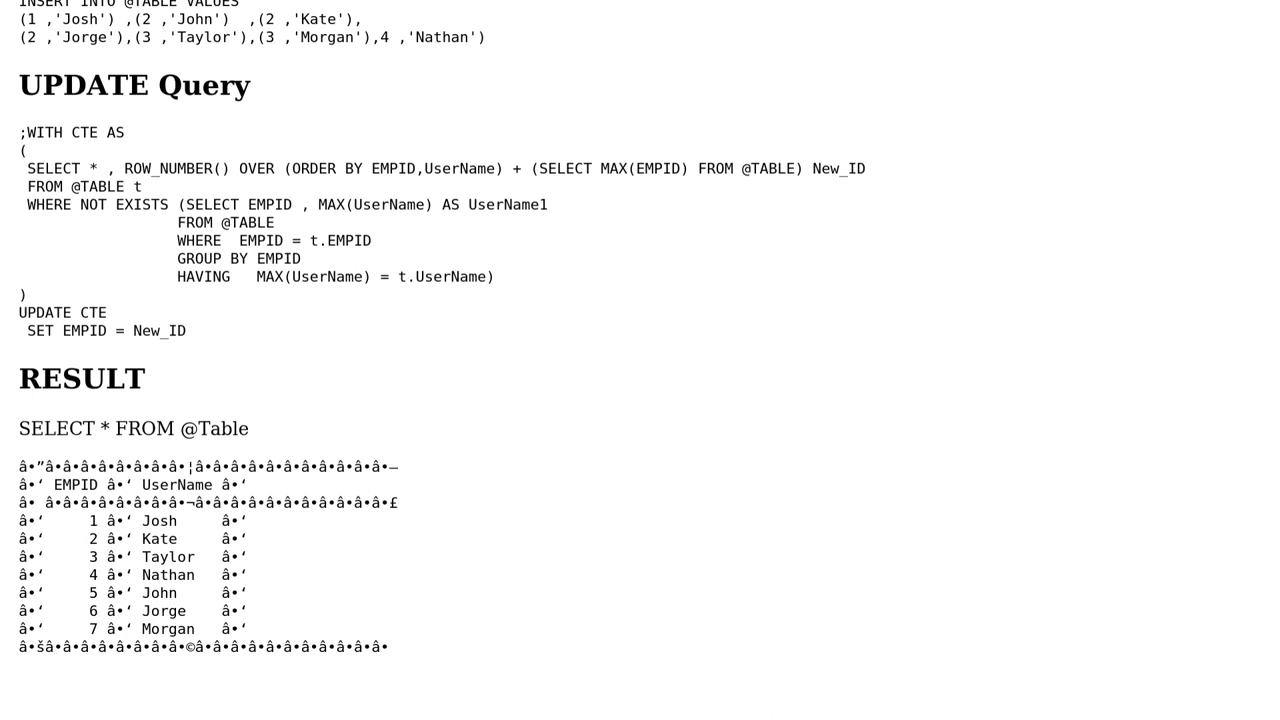 INSERT INTO @TABLE VALUES
(1 ,'Josh') ,(2 ,'John')  ,(2 ,'Kate'),
(2 ,'Jorge'),(3 ,'Taylor'),(3 ,'Morgan'),4 ,'Nathan')
UPDATE Query
;WITH CTE AS
(
 SELECT * , ROW_NUMBER() OVER (ORDER BY EMPID,UserName) + (SELECT MAX(EMPID) FROM @TABLE) New_ID
 FROM @TABLE t
 WHERE NOT EXISTS (SELECT EMPID , MAX(UserName) AS UserName1
                  FROM @TABLE
                  WHERE  EMPID = t.EMPID
                  GROUP BY EMPID
                  HAVING   MAX(UserName) = t.UserName)
)
UPDATE CTE
 SET EMPID = New_ID
RESULT
SELECT * FROM @Table
â•”â•â•â•â•â•â•â•â•¦â•â•â•â•â•â•â•â•â•â•â•—
â•‘ EMPID â•‘ UserName â•‘
â• â•â•â•â•â•â•â•â•¬â•â•â•â•â•â•â•â•â•â•â•£
â•‘     1 â•‘ Josh     â•‘
â•‘     2 â•‘ Kate     â•‘
â•‘     3 â•‘ Taylor   â•‘
â•‘     4 â•‘ Nathan   â•‘
â•‘     5 â•‘ John     â•‘
â•‘     6 â•‘ Jorge    â•‘
â•‘     7 â•‘ Morgan   â•‘
â•šâ•â•â•â•â•â•â•â•©â•â•â•â•â•â•â•â•â•â•â•